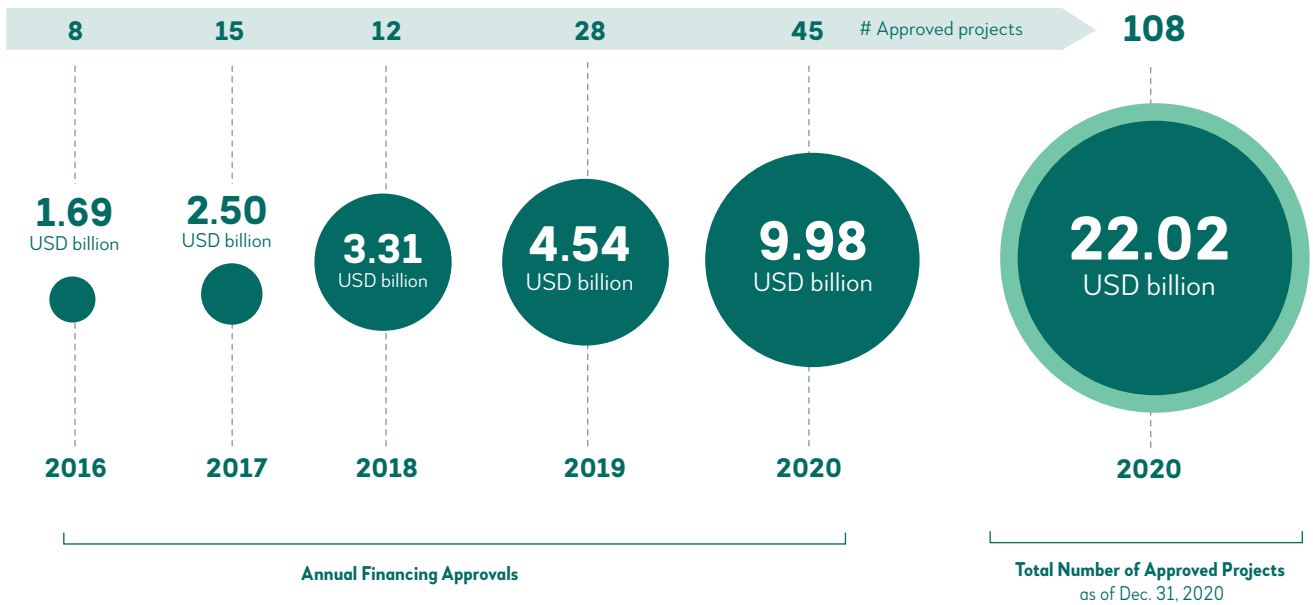 8 15 12 28 45 # Approved projects 108
1.69
USD billion
2.50
USD billion
3.31
USD billion
4.54
USD billion
9.98
USD billion
22.02
USD billion
2016 2017 2018 2019 2020 2020
Annual Financing Approvals
Total Number of Approved Projects
as of Dec. 31, 2020